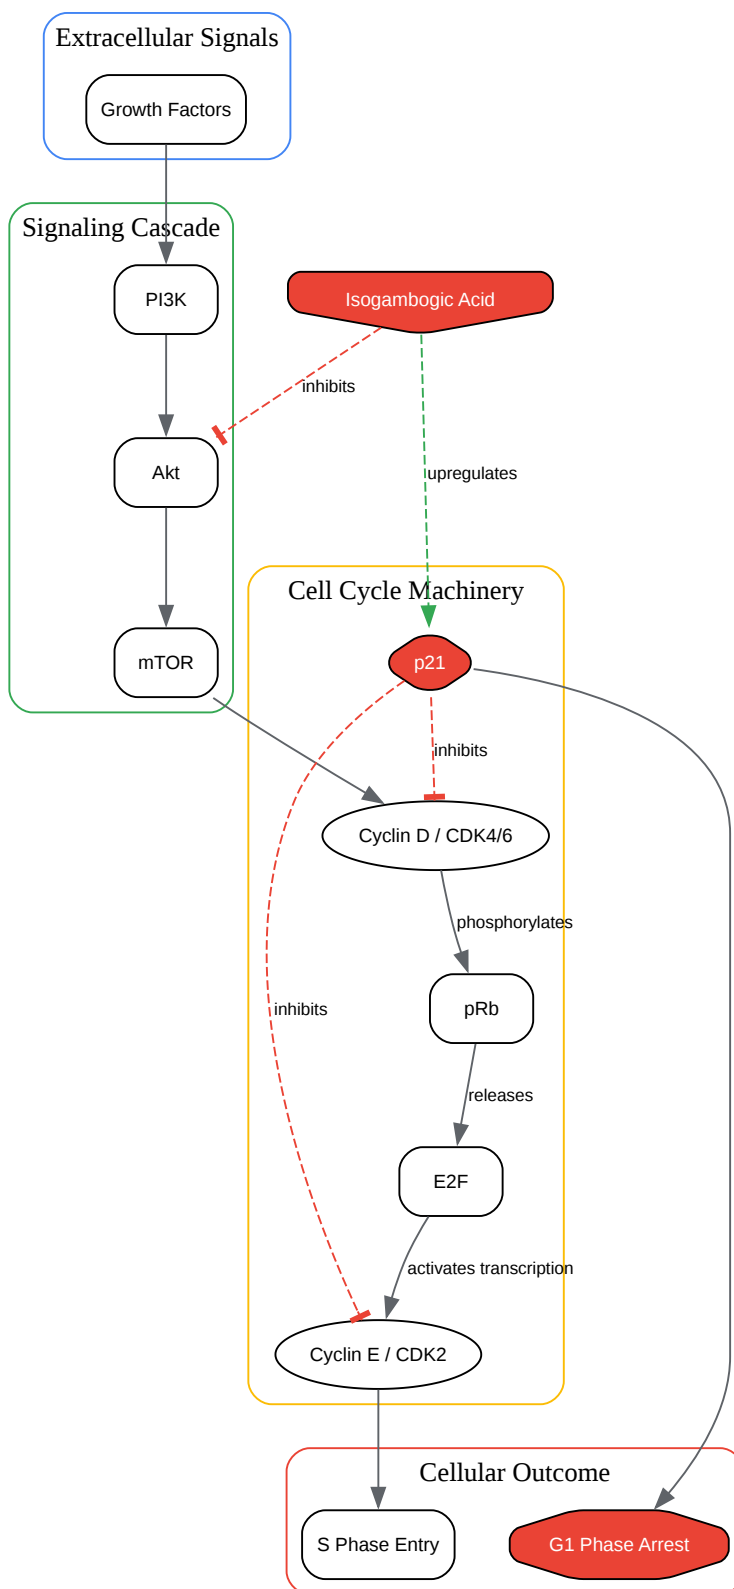 Extracellular Signals
Growth Factors
Signaling Cascade
PI3K
Isogambogic Acid
inhibits
Akt
upregulates
Cell Cycle Machinery
mTOR
p21
inhibits
Cyclin D / CDK4/6
phosphorylates
pRb
inhibits
releases
E2F
activates transcription
Cyclin E / CDK2
Cellular Outcome
S Phase Entry
G1 Phase Arrest